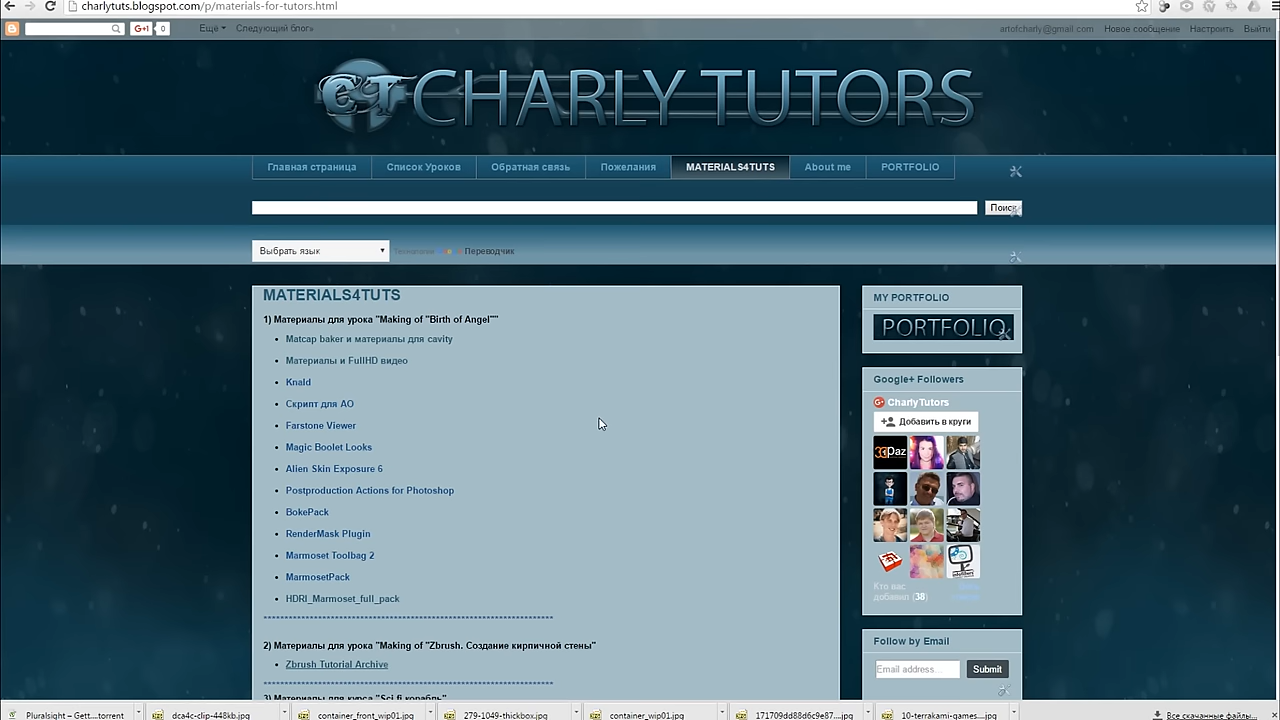 charlytuts.blogspot.com/p/materials-for-tutors.html
G+1 0 Ещё Следующий блог» artofcharly@gmail.com Новое сообщение Настроить Выйти
CT CHARLY TUTORS
Главная страница Список Уроков Обратная связь Пожелания MATERIALS4TUTS About me PORTFOLIO
Поиск
Выбрать язык Переводчик
MATERIALS4TUTS
1) Материалы для урока "Making of "Birth of Angel""
Matcap baker и материалы для cavity
Материалы и FullHD видео
Knald
Скрипт для АО
Farstone Viewer
Magic Boolet Looks
Alien Skin Exposure 6
Postproduction Actions for Photoshop
BokePack
RenderMask Plugin
Marmoset Toolbag 2
MarmosetPack
HDRI_Marmoset_full_pack
2) Материалы для урока "Making of "Zbrush. Создание кирпичной стены"
Zbrush Tutorial Archive
3) Материалы для курса "Sci fi корабль"
MY PORTFOLIO
PORTFOLIO
Google+ Followers
CharlyTutors
Добавить в круги
Кто вас
добавил (38)
Follow by Email
Email address... Submit
Pluralsight – Gett....torrent dca4c-clip-448kb.jpg container_front_wip01.jpg 279-1049-thickbox.jpg container_wip01.jpg 171709dd88d6c9e87....jpg 10-terrakami-games....jpg Все скачанные файлы...